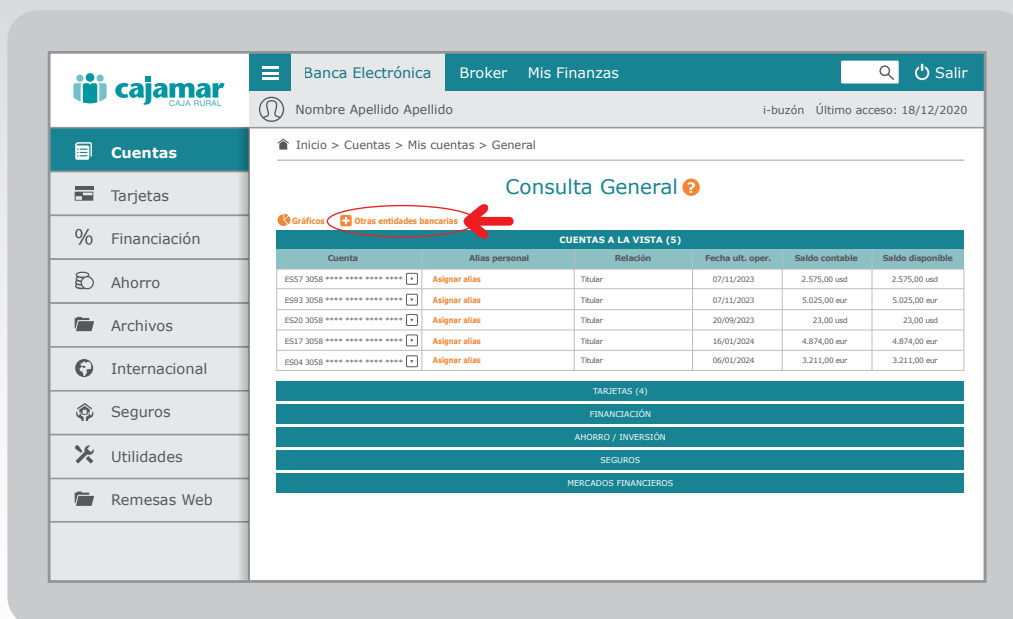 cajamar
CAJA RURAL
Banca Electrónica Broker Mis Finanzas Salir
Nombre Apellido Apellido i-buzón Último acceso: 18/12/2020
Cuentas
Tarjetas
% Financiación
Ahorro
Archivos
Internacional
Seguros
Utilidades
Remesas Web
Inicio > Cuentas > Mis cuentas > General
Consulta General ?
Gráficos Otras entidades bancarias
CUENTAS A LA VISTA (5)
Cuenta Alias personal Relación Fecha ult. oper. Saldo contable Saldo disponible
ES57 3058 **** **** **** **** Asignar alias Titular 07/11/2023 2.575,00 usd 2.575,00 usd
ES93 3058 **** **** **** **** Asignar alias Titular 07/11/2023 5.025,00 eur 5.025,00 eur
ES20 3058 **** **** **** **** Asignar alias Titular 20/09/2023 23,00 usd 23,00 usd
ES17 3058 **** **** **** **** Asignar alias Titular 16/01/2024 4.874,00 eur 4.874,00 eur
ES04 3058 **** **** **** **** Asignar alias Titular 06/01/2024 3.211,00 eur 3.211,00 eur
TARJETAS (4)
FINANCIACIÓN
AHORRO / INVERSIÓN
SEGUROS
MERCADOS FINANCIEROS